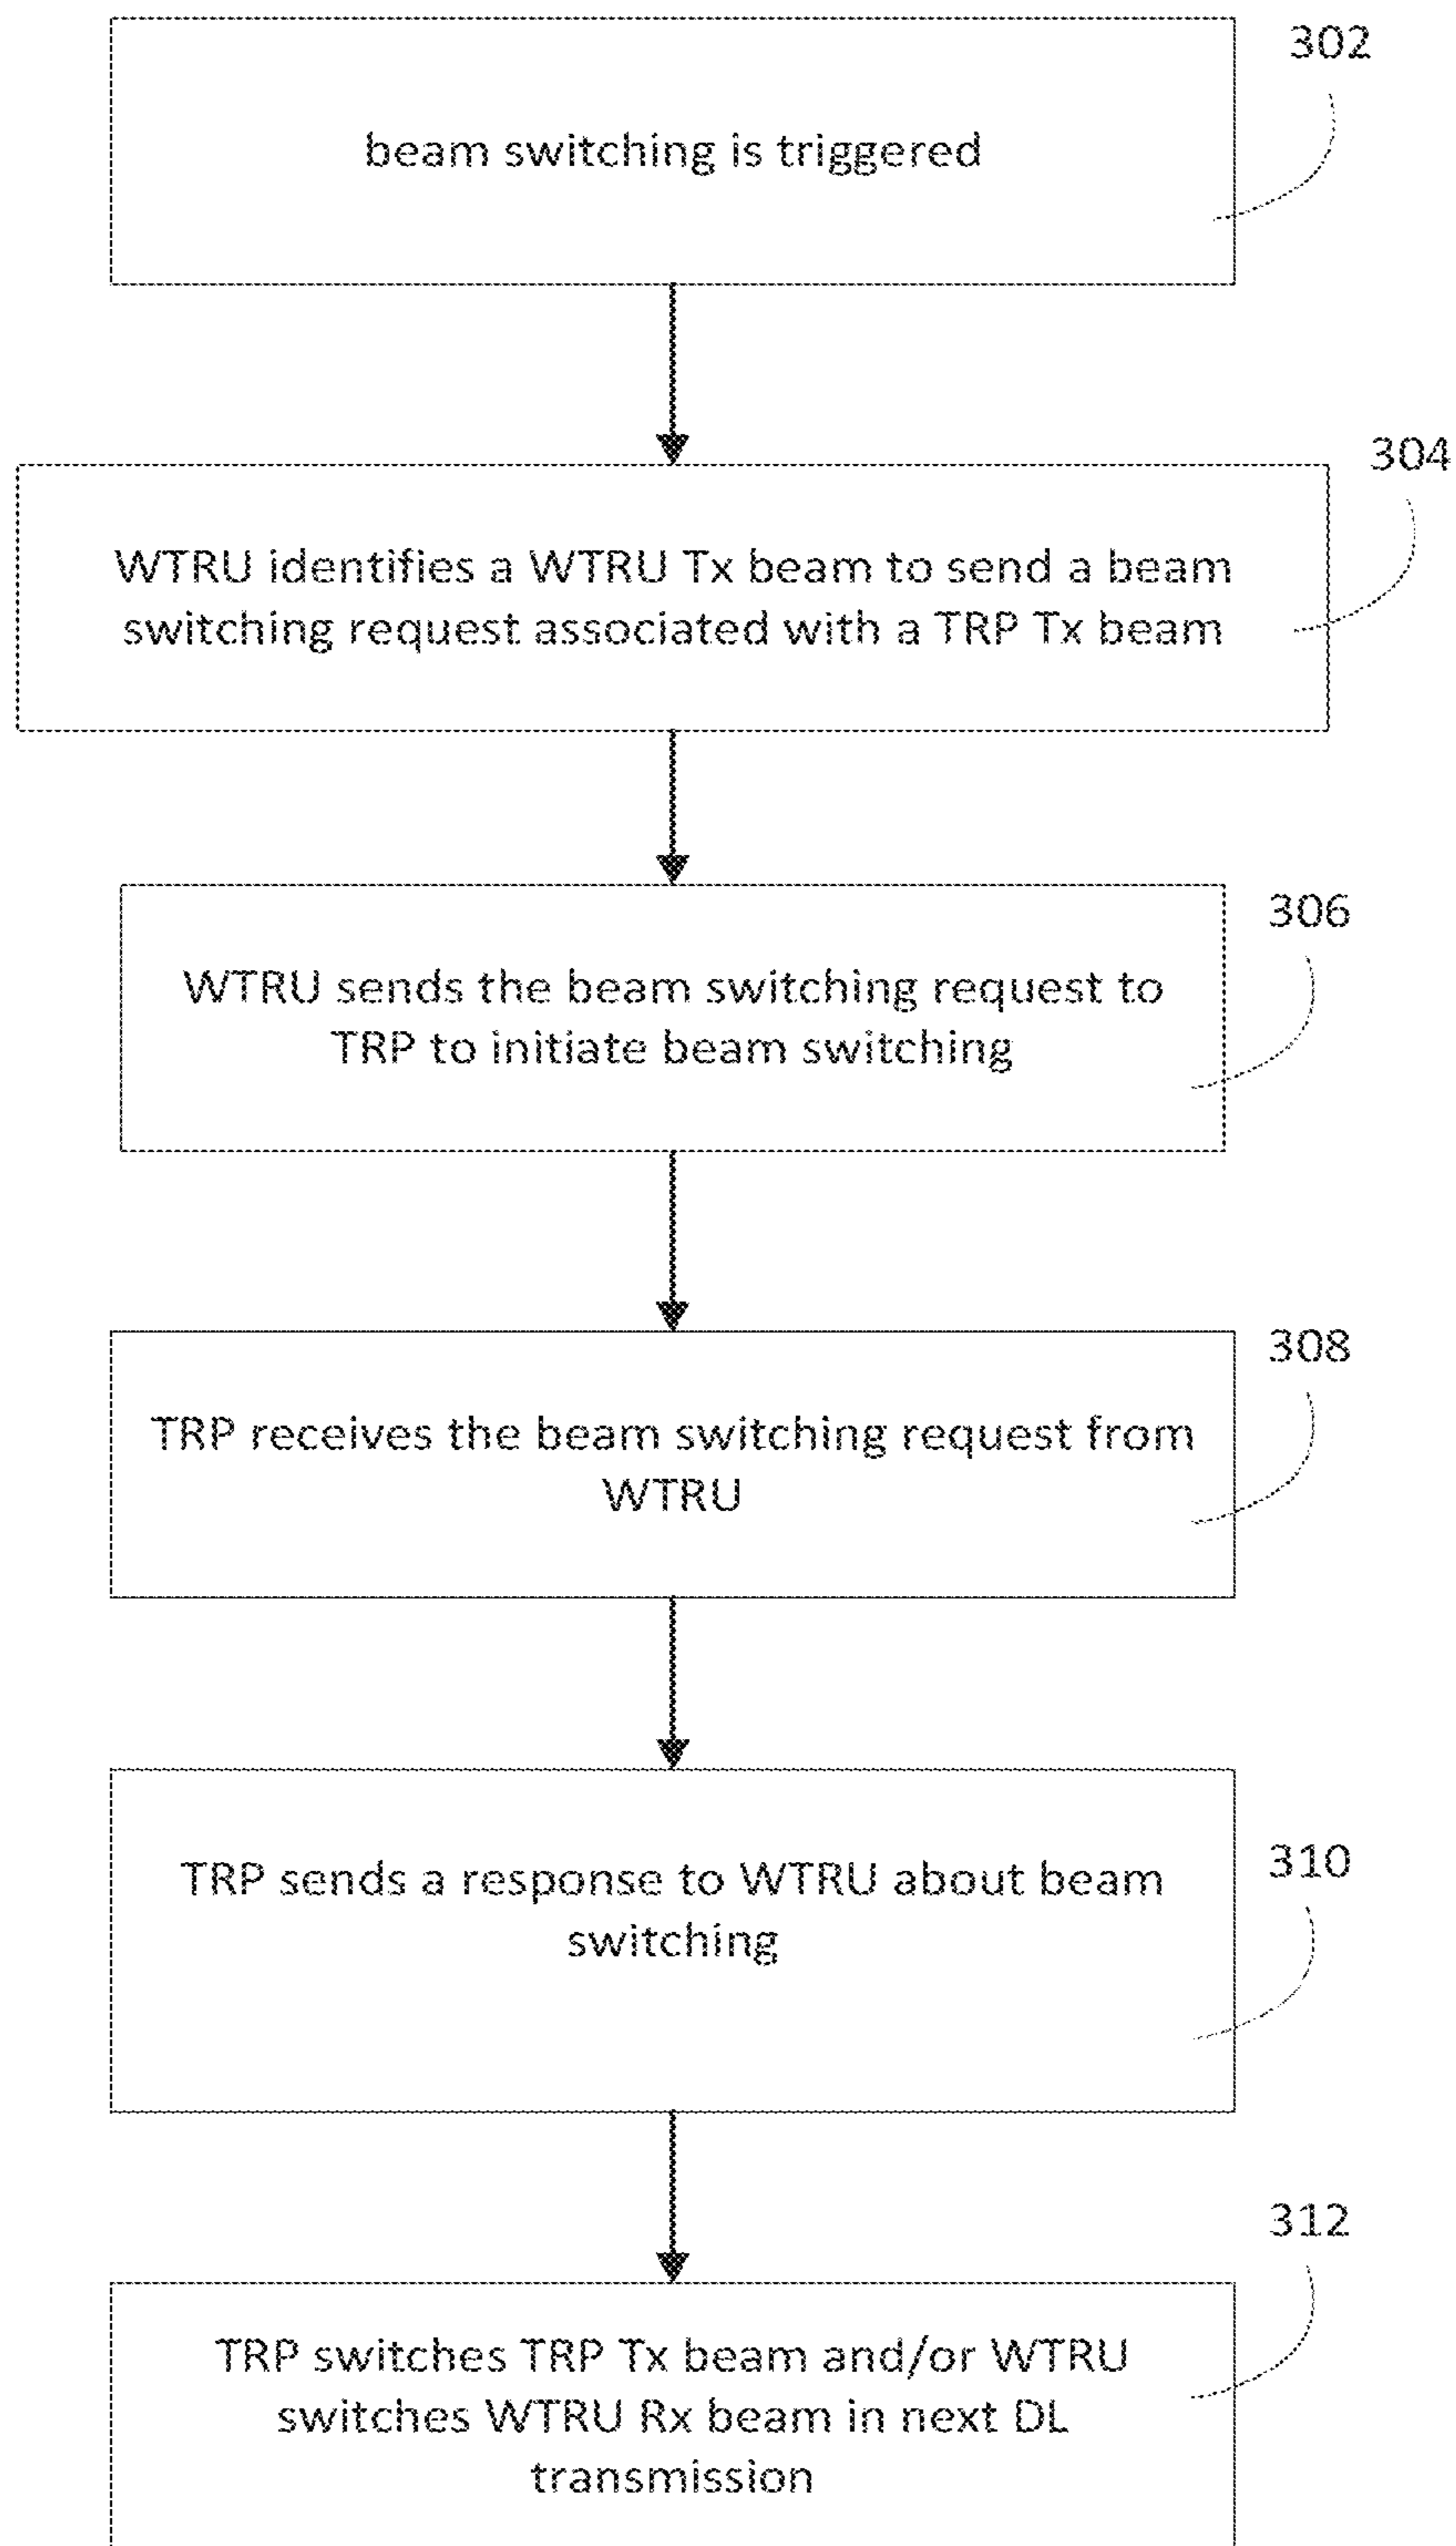 302
beam switching is triggered
304
WTRU identifies a WTRU Tx beam to send a beam
switching request associated with a TRP Tx beam
306
WTRU sends the beam switching request to
TRP to initiate beam switching
308
TRP receives the beam switching request from
WTRU
310
TRP sends a response to WTRU about beam
switching
312
TRP switches TRP Tx beam and/or WTRU
switches WTRU Rx beam in next DL
transmission